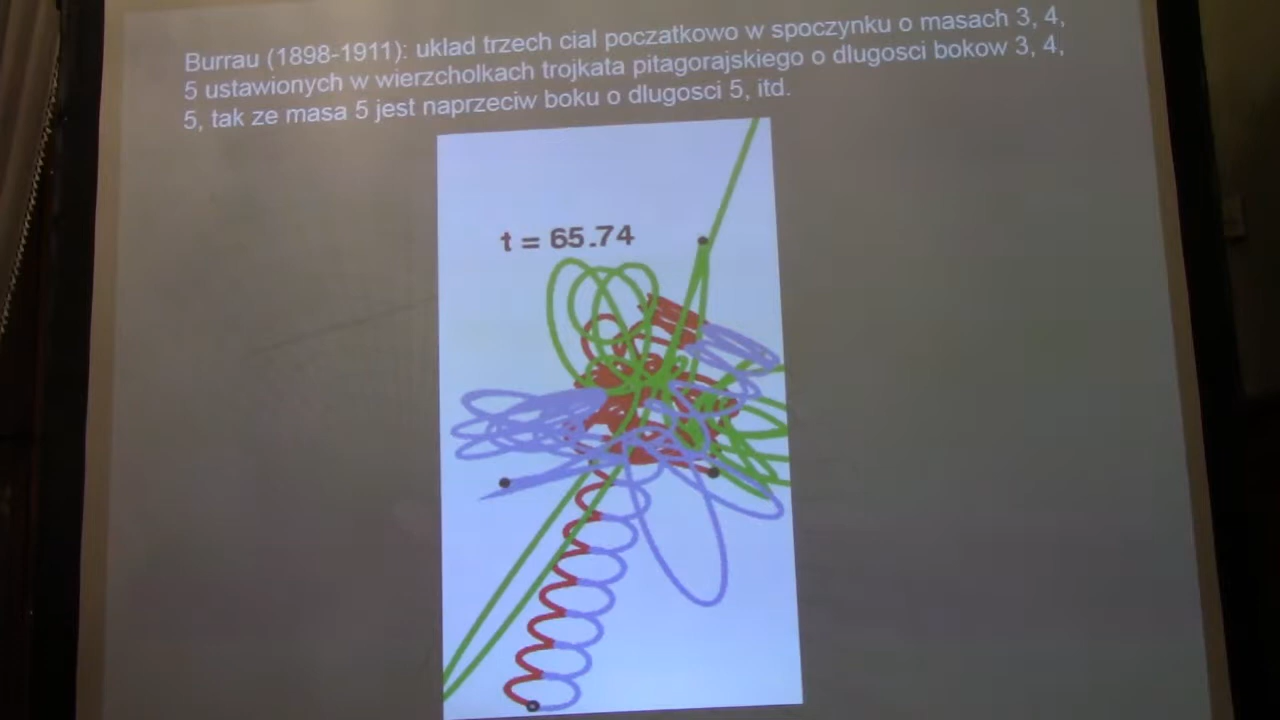 Burrau (1898-1911): uklad trzech cial poczatkowo w spoczynku o masach 3, 4,
5 ustawionych w wierzcholkach trojkata pitagorajskiego o dlugosci bokow 3, 4,
5, tak ze masa 5 jest naprzeciw boku o dlugosci 5, itd.
t = 65.74